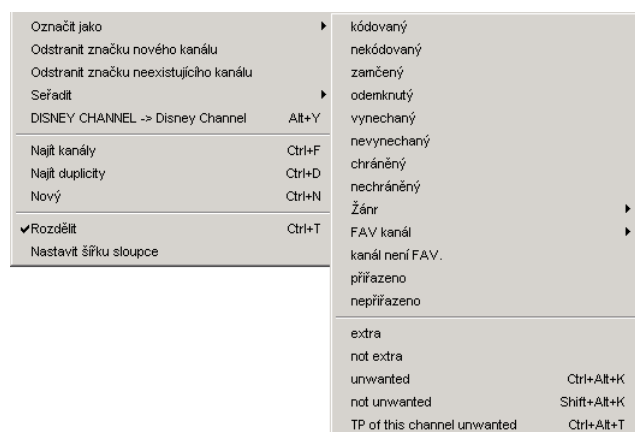 Označit jako
Odstranit značku nového kanálu
Odstranit značku neexistujícího kanálu
Seřadit
DISNEY CHANNEL -> Disney Channel Alt+Y
Najít kanály Ctrl+F
Najít duplicity Ctrl+D
Nový Ctrl+N
Rozdělit Ctrl+T
Nastavit šířku sloupce
kódovaný
nekódovaný
zamčený
odemknutý
vynechaný
nevynechaný
chráněný
nechráněný
Žánr
FAV kanál
kanál není FAV.
přiřazeno
nepřiřazeno
extra
not extra
unwanted Ctrl+Alt+K
not unwanted Shift+Alt+K
TP of this channel unwanted Ctrl+Alt+T